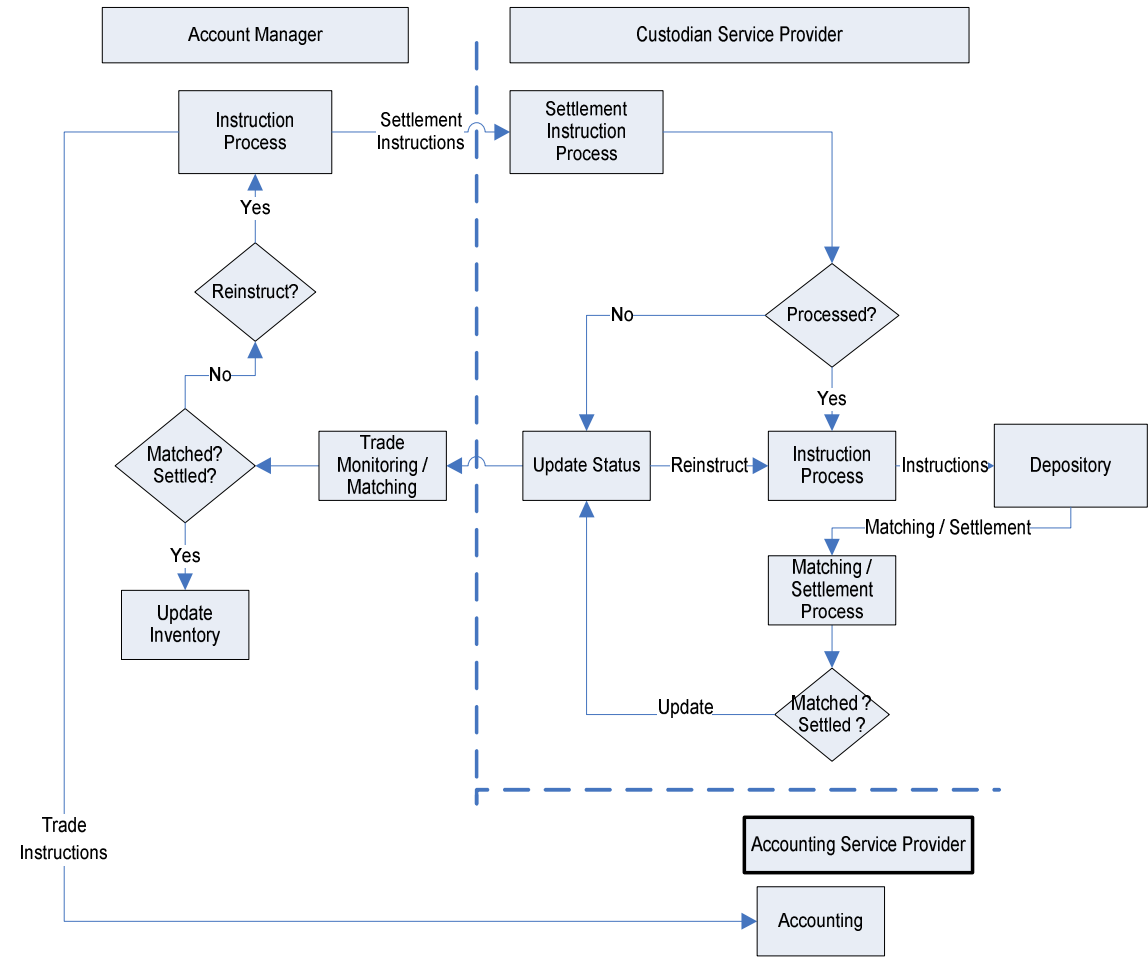 Account Manager
Custodian Service Provider
Instruction
Process
Settlement
Instructions
Settlement
Instruction
Process
Yes
Reinstruct?
Processed?
No
No
Yes
Matched?
Settled?
Trade
Monitoring /
Matching
Update Status
Reinstruct
Instruction
Process
Instructions
Depository
Matching / Settlement
Yes
Matching /
Settlement
Process
Update
Inventory
Update
Matched ?
Settled ?
Trade
Instructions
Accounting Service Provider
Accounting